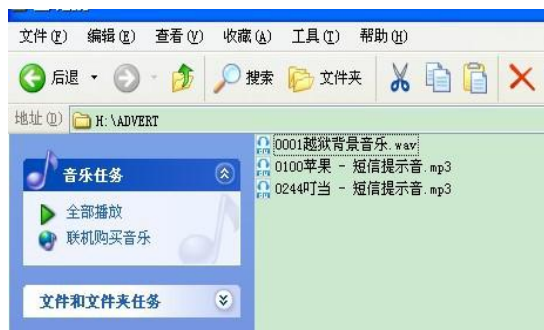 文件(F) 编辑(E) 查看(V) 收藏(A) 工具(T) 帮助(H)
后退 搜索 文件夹
地址(D) H:\ADVERT
0001越狱背景音乐.wav
0100苹果 - 短信提示音.mp3
0244叮当 - 短信提示音.mp3
音乐任务
全部播放
联机购买音乐
文件和文件夹任务